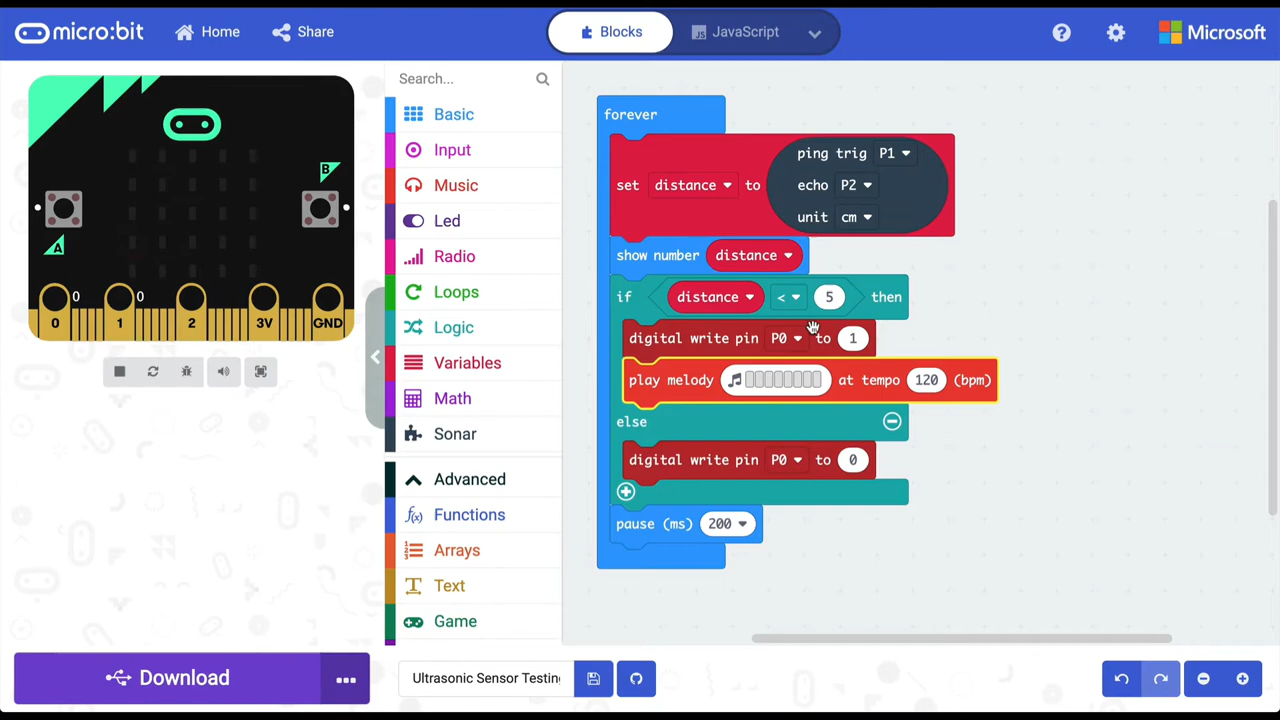 micro:bit
Home
Share
Blocks
JavaScript
Microsoft
A
B
0
0
0
1
2
3V
GND
Download
Search...
Basic
Input
Music
Led
Radio
Loops
Logic
Variables
Math
Sonar
Advanced
Functions
Arrays
Text
Game
forever
set distance to ping trig P1
echo P2
unit cm
show number distance
if distance < 5 then
digital write pin P0 to 1
play melody at tempo 120 (bpm)
else
digital write pin P0 to 0
pause (ms) 200
Ultrasonic Sensor Testing